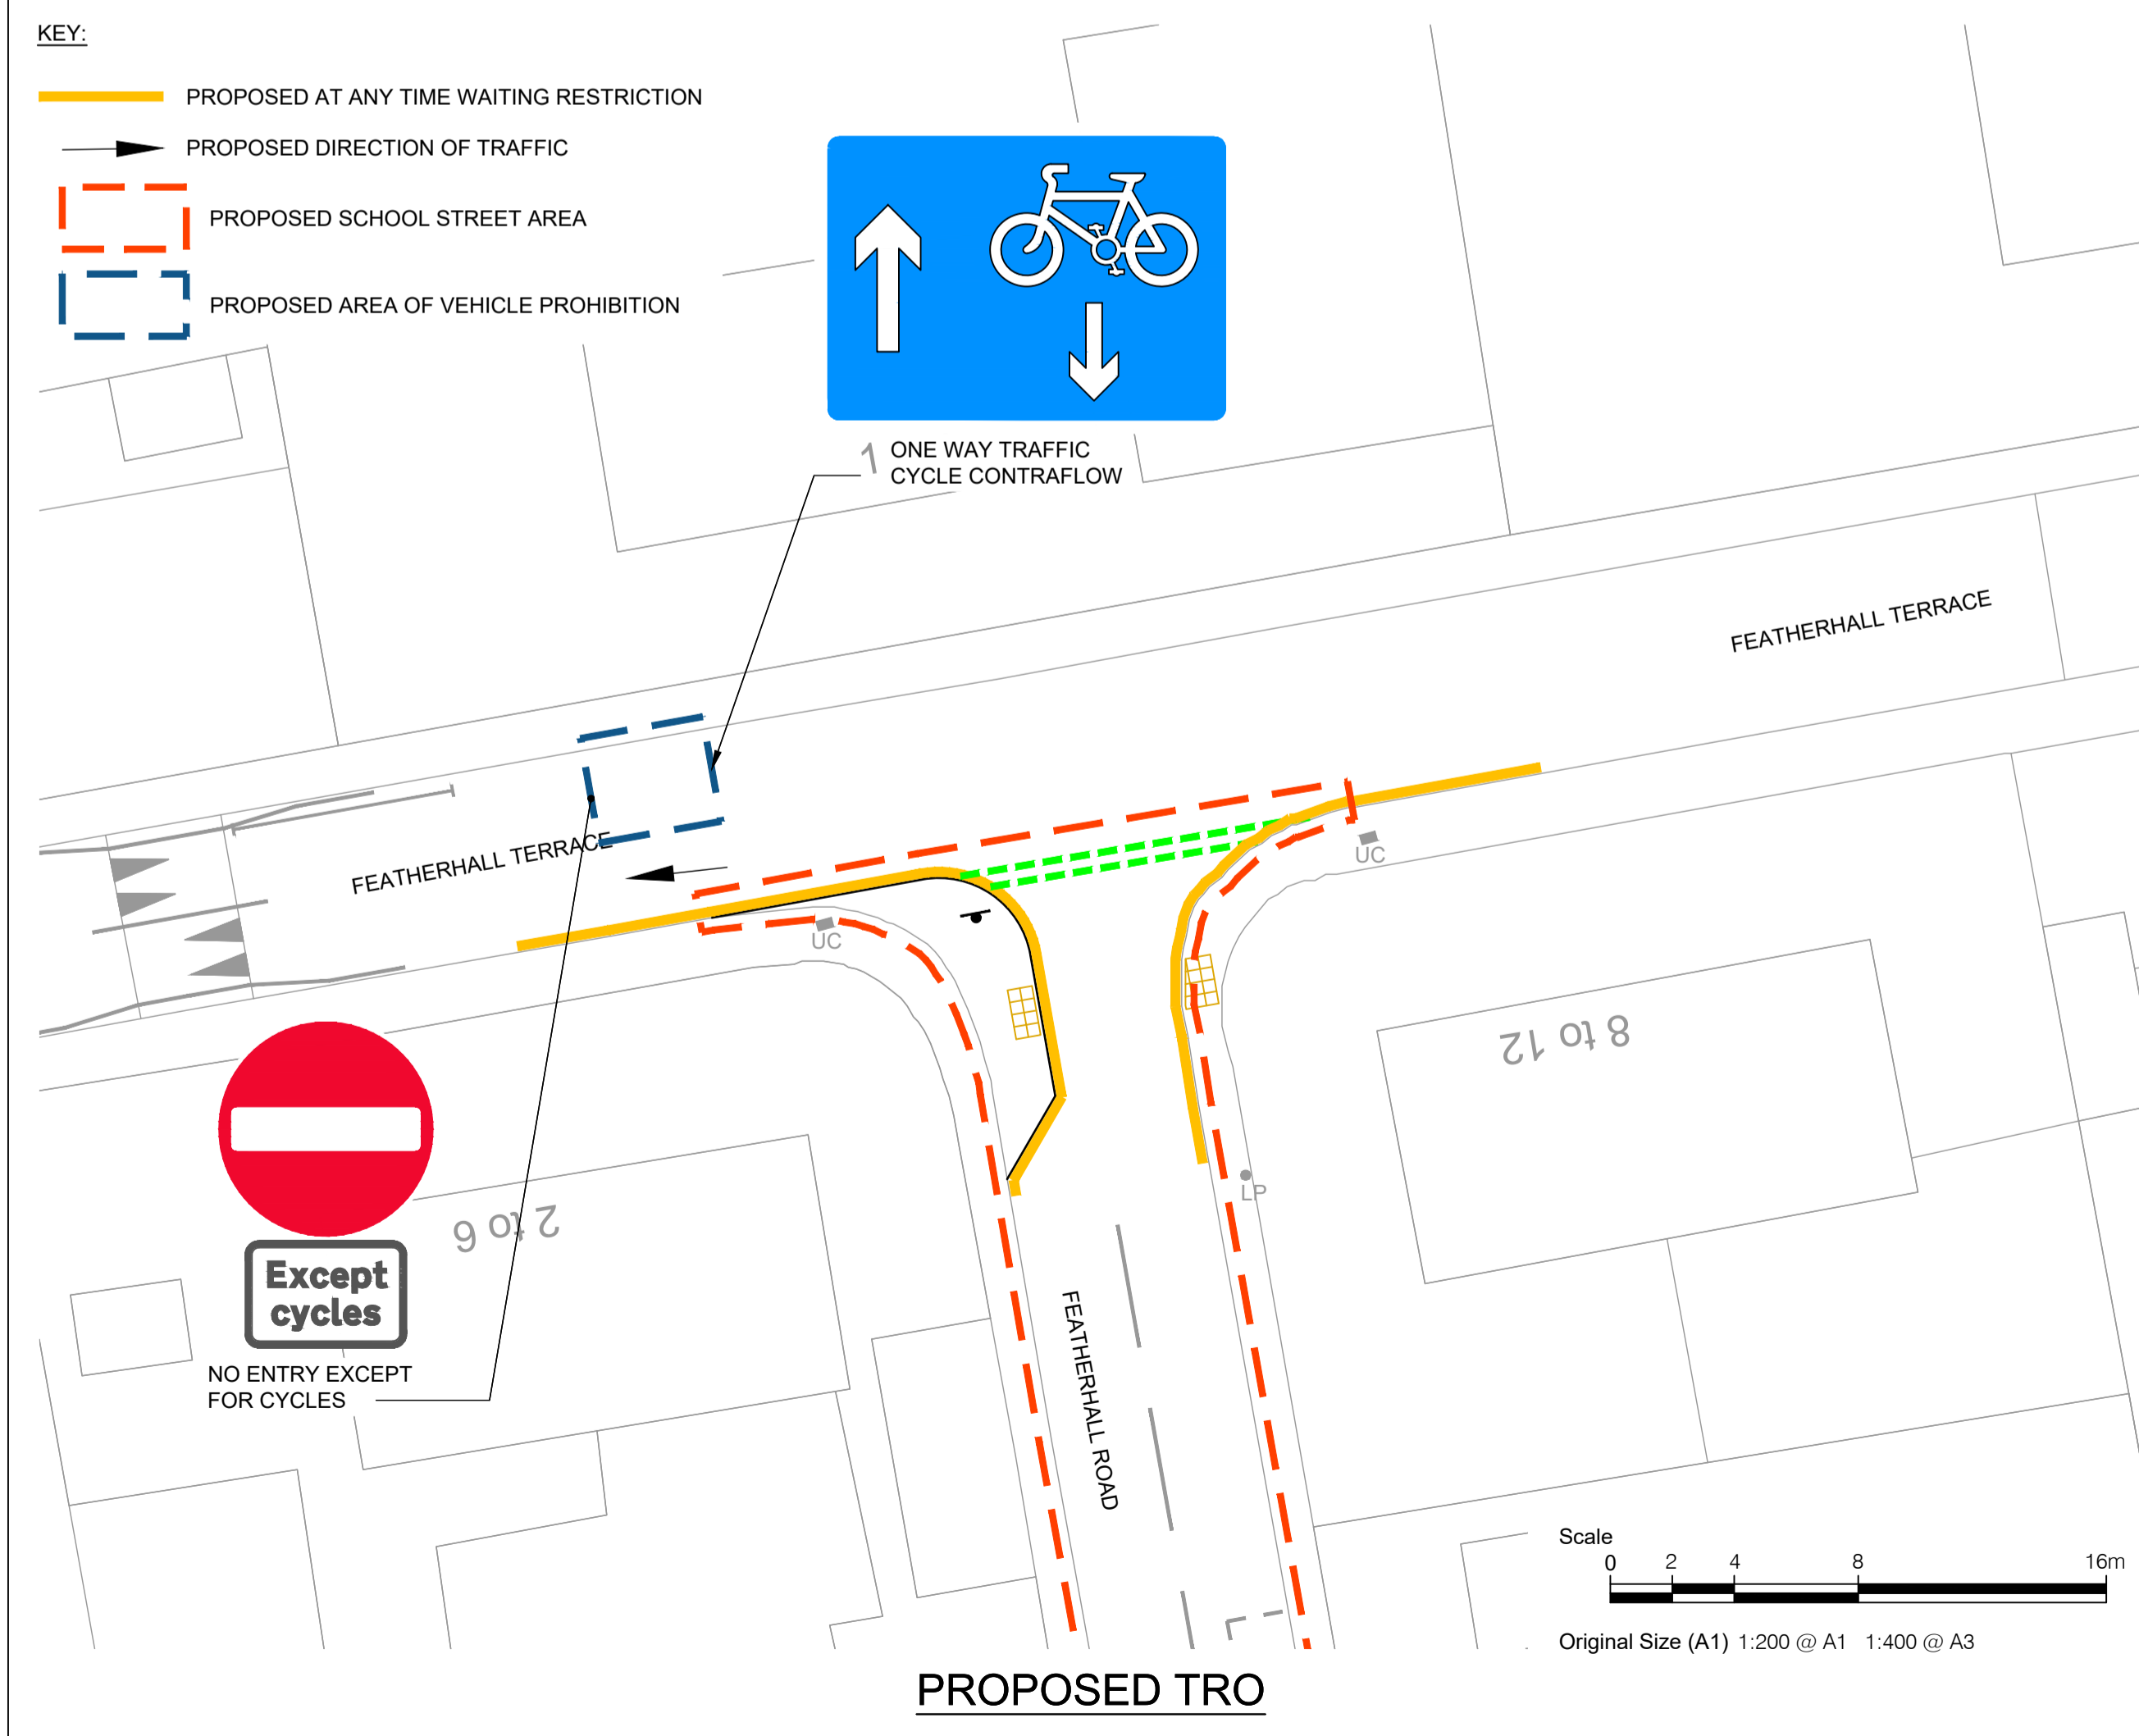 KEY:
PROPOSED AT ANY TIME WAITING RESTRICTION
PROPOSED DIRECTION OF TRAFFIC
PROPOSED SCHOOL STREET AREA
PROPOSED AREA OF VEHICLE PROHIBITION
1
ONE WAY TRAFFIC
CYCLE CONTRAFLOW
FEATHERHALL TERRACE
FEATHERHALL TERRACE
UC
UC
8 to 12
2 to 6
LP
Except
cycles
NO ENTRY EXCEPT
FOR CYCLES
FEATHERHALL ROAD
Scale
0 2 4 8 16m
Original Size (A1) 1:200 @ A1 1:400 @ A3
PROPOSED TRO